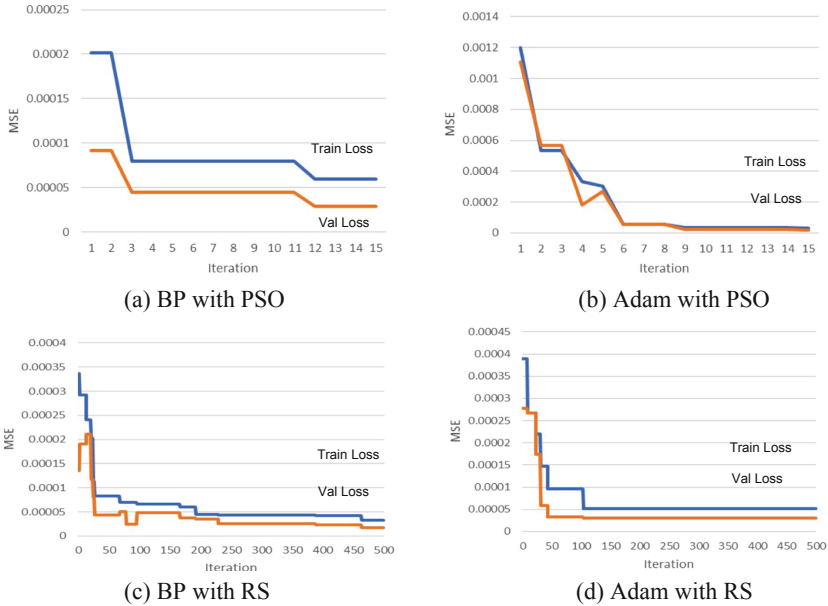 0.00025
0.0002
0.00015
0.0001
0.00005
0
MSE
Train Loss
Val Loss
1 2 3 4 5 6 7 8 9 10 11 12 13 14 15
Iteration
(a) BP with PSO
0.0014
0.0012
0.001
0.0008
0.0006
0.0004
0.0002
0
MSE
Train Loss
Val Loss
1 2 3 4 5 6 7 8 9 10 11 12 13 14 15
Iteration
(b) Adam with PSO
0.0004
0.00035
0.0003
0.00025
0.0002
0.00015
0.0001
0.00005
0
MSE
Train Loss
Val Loss
0 50 100 150 200 250 300 350 400 450 500
Iteration
(c) BP with RS
0.00045
0.0004
0.00035
0.0003
0.00025
0.0002
0.00015
0.0001
0.00005
0
MSE
Train Loss
Val Loss
0 50 100 150 200 250 300 350 400 450 500
Iteration
(d) Adam with RS